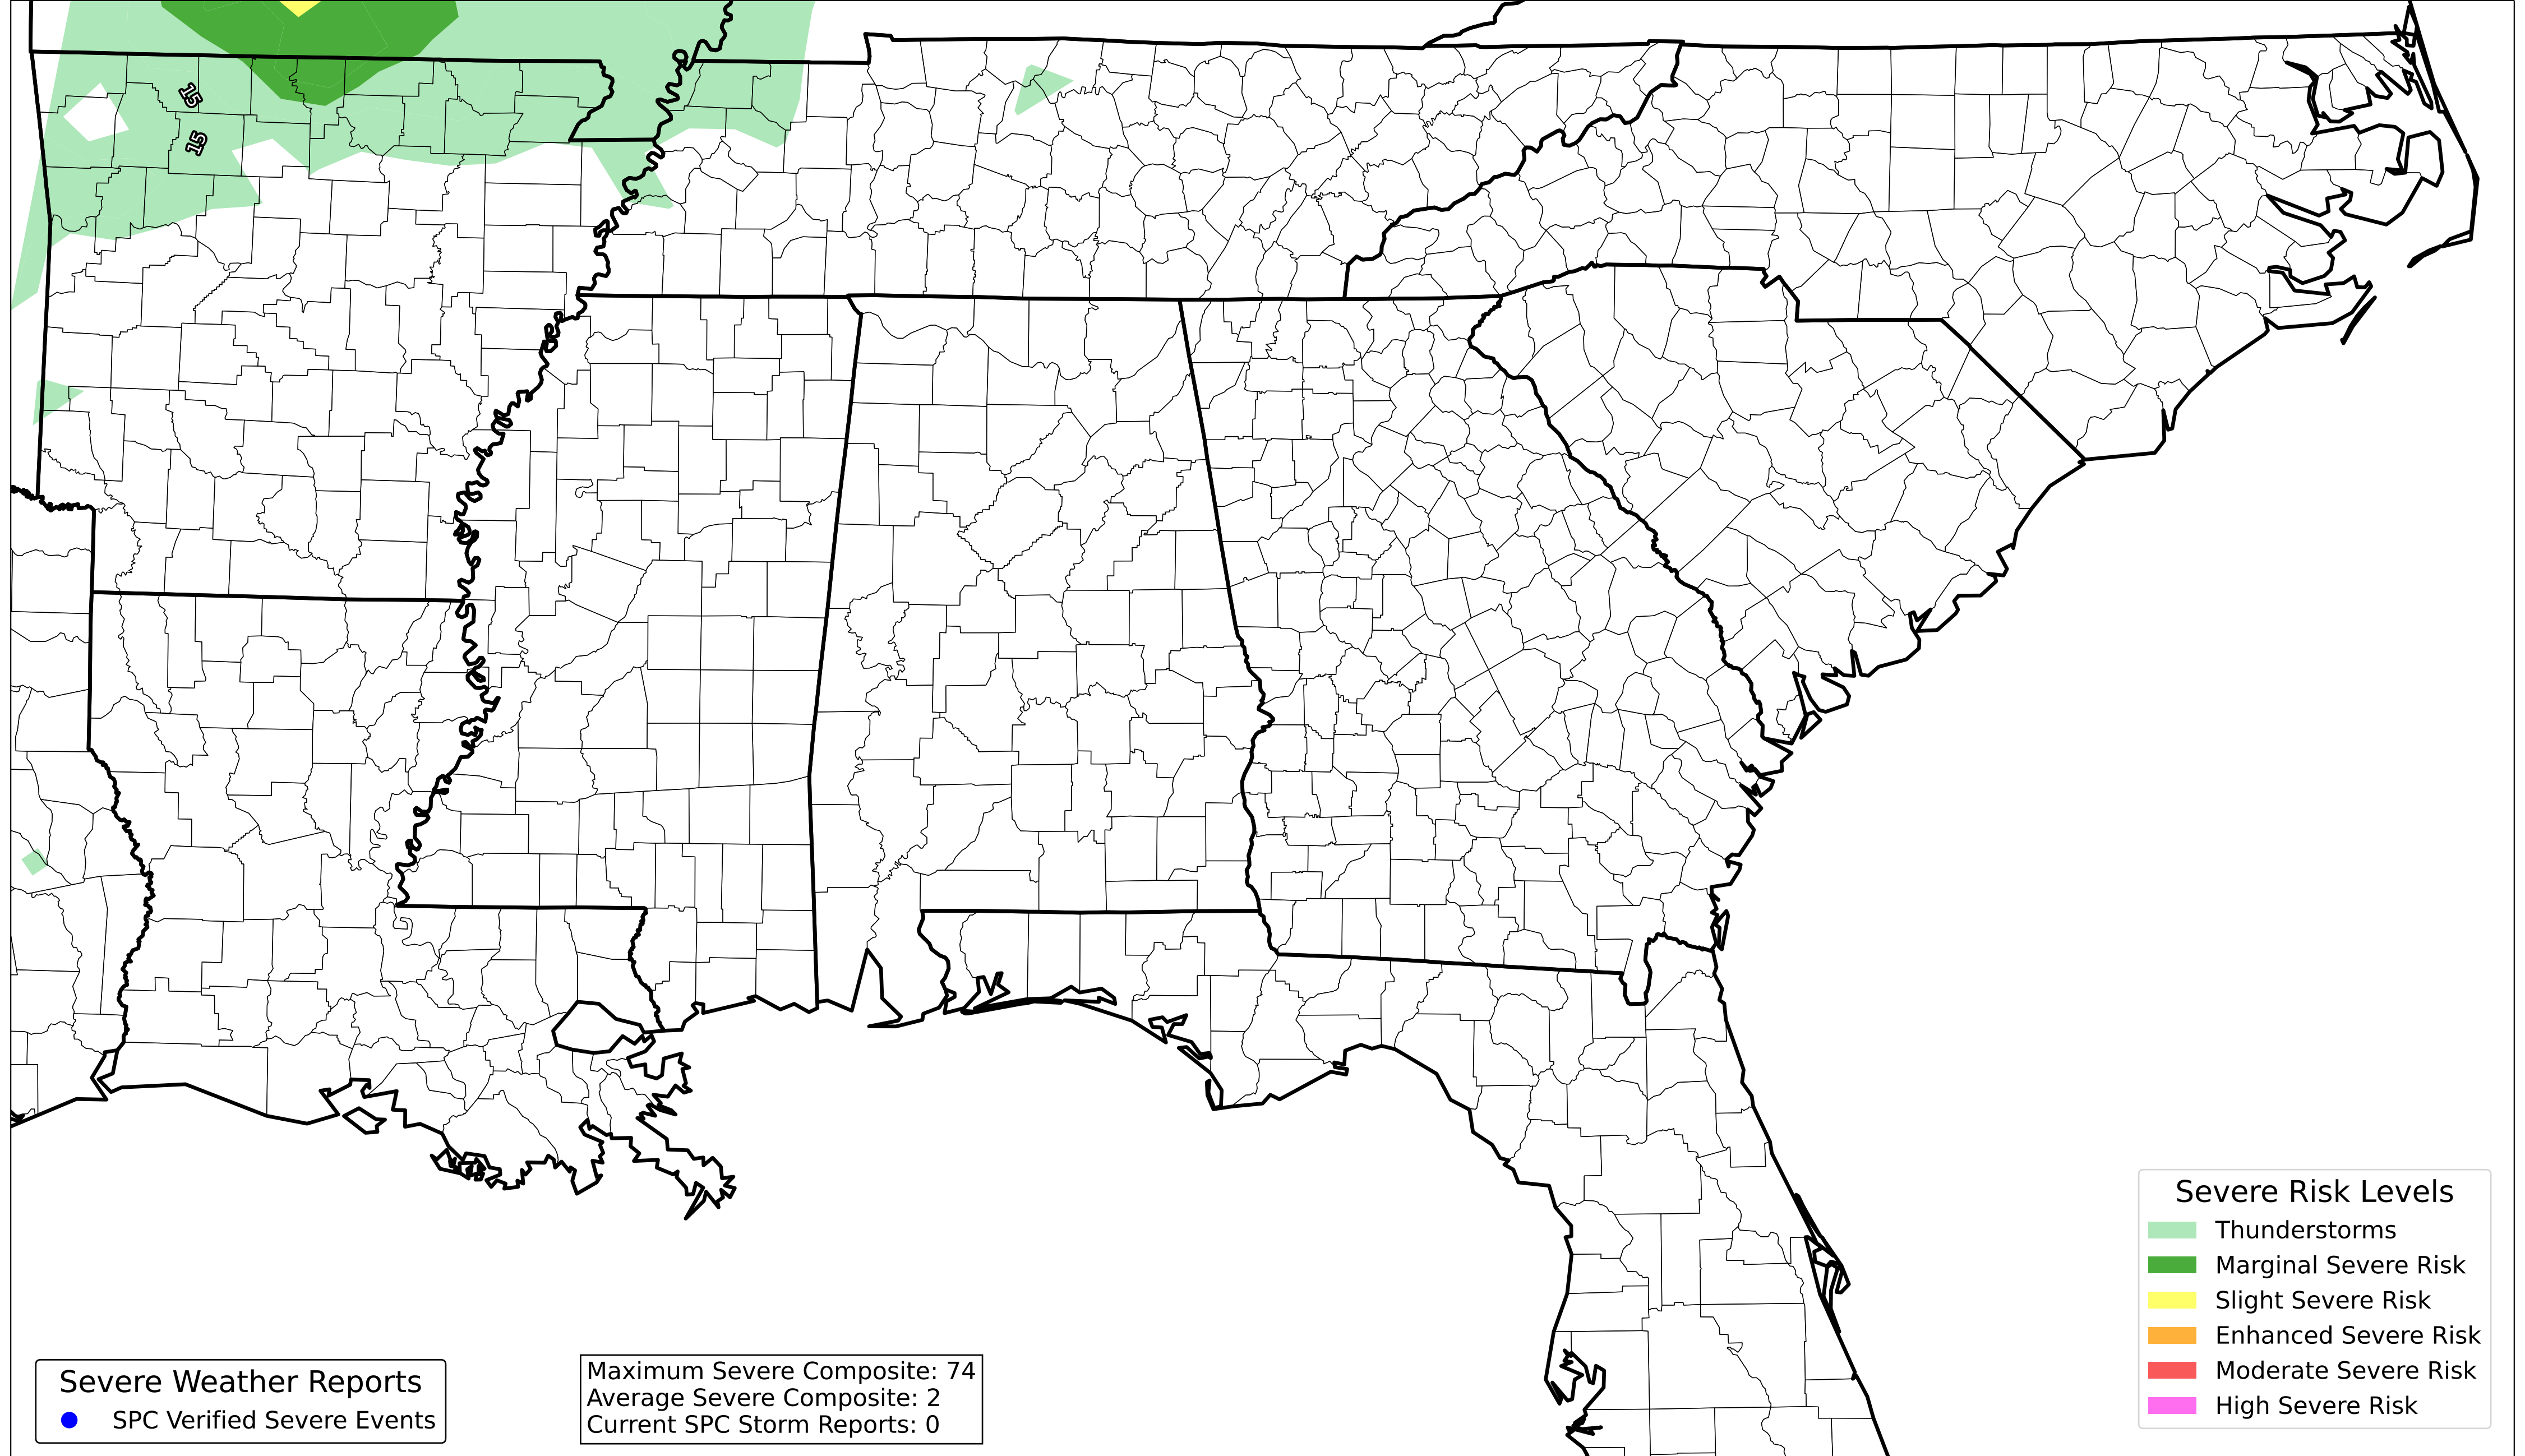 15
15
Severe Risk Levels
Thunderstorms
Marginal Severe Risk
Slight Severe Risk
Enhanced Severe Risk
Moderate Severe Risk
High Severe Risk
Severe Weather Reports
SPC Verified Severe Events
Maximum Severe Composite: 74
Average Severe Composite: 2
Current SPC Storm Reports: 0